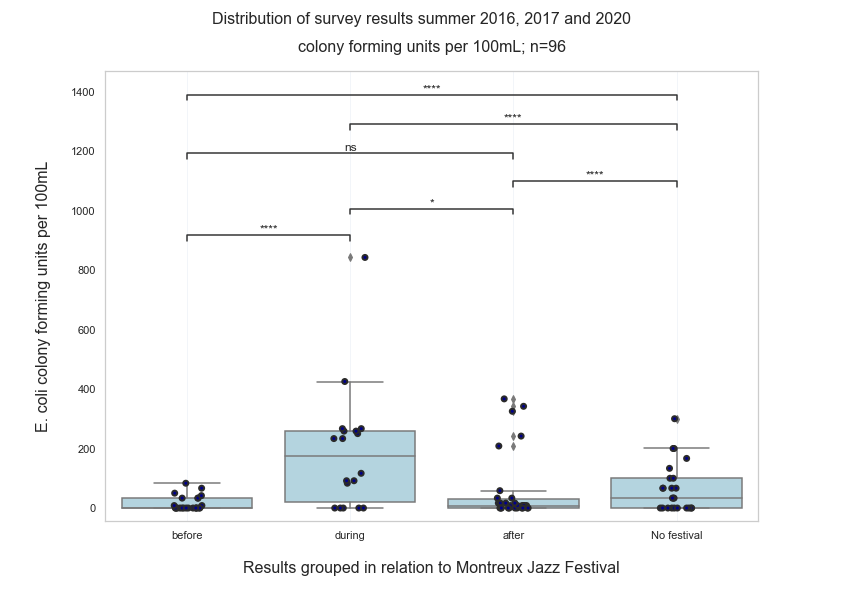 Distribution of survey results summer 2016, 2017 and 2020
colony forming units per 100mL; n=96
E. coli colony forming units per 100mL
1400
1200
1000
800
600
400
200
0
****
****
ns
****
*
****
before during after No festival
Results grouped in relation to Montreux Jazz Festival